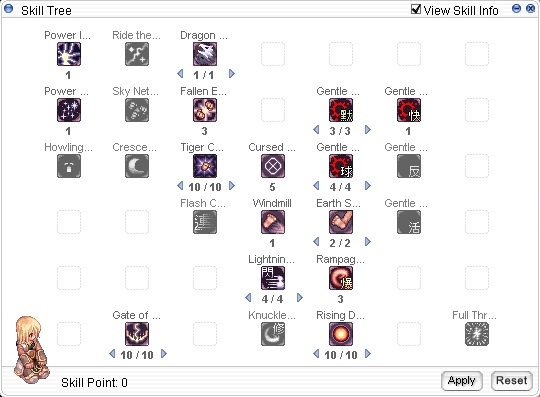 Skill Tree
View Skill Info
Power I... Ride the... Dragon ...
1 1 / 1
Power ... Sky Net... Fallen E... Gentle ... Gentle ...
默 快
1 3 3 / 3 1
Howling... Cresce... Tiger C... Cursed ... Gentle ... Gentle ...
球 反
10 / 10 5 4 / 4
Flash C... Windmill Earth S... Gentle ...
連 活
1 2 / 2
Lightnin... Rampag...
閃 爆
4 / 4 3
Gate of ... Knuckle... Rising D... Full Thr...
修
10 / 10 10 / 10
Skill Point: 0
Apply Reset